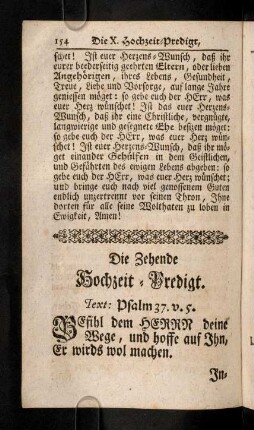 154 Die X. Hochzeit-Predigt,
schet! Ist euer Herzens-Wunsch, daß ihr
eurer beederseitig geehrten Eltern, oder lieben
Angehörigen, ihres Lebens, Gesundheit,
Treue, Liebe und Vorsorge, auf lange Jahre
geniessen möget: so gebe euch der HErr, was
euer Herz wünschet! Ist das euer Herzens-
Wunsch, daß ihr eine Christliche, vergnügte,
langwierige und gesegnete Ehe besitzen möget:
so gebe euch der HErr, was euer Herz wün-
schet! Ist euer Herzens-Wunsch, daß ihr mö-
get einander Gehülfen in dem Geistlichen,
und Gefährten des ewigen Lebens abgeben: so
gebe euch der HErr, was euer Herz wünschet;
und bringe euch nach viel genossenem Guten
endlich unzertrennt vor seinen Thron, Ihne
dorten für alle seine Wolthaten zu loben in
Ewigkeit, Amen!
Die Zehende
Hochzeit-Predigt.
Text: Psalm 37. v. 5.
BEfihl dem HERRN deine
Wege, und hoffe auf Ihn,
Er wirds wol machen.
In-